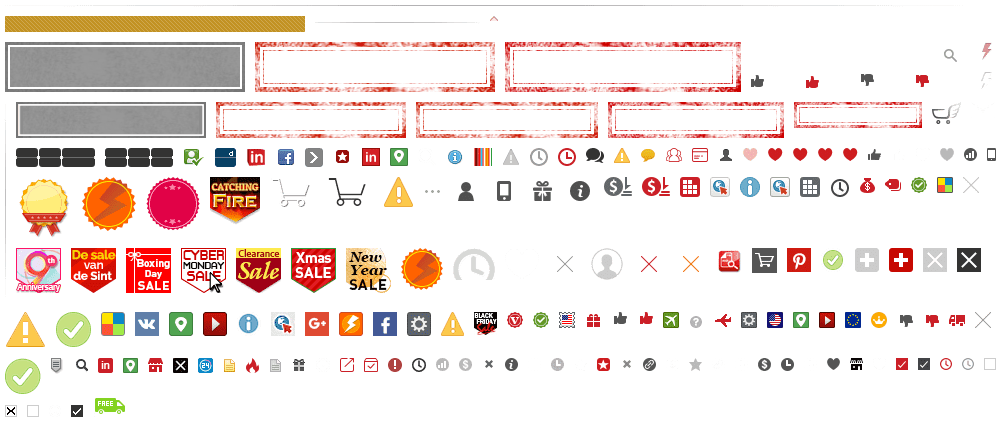 CATCHING
FIRE
9th
Anniversary
De sale
van
de Sint
Boxing
Day
SALE
CYBER
MONDAY
SALE
Clearance
Sale
Xmas
SALE
New
Year
SALE
BLACK
FRIDAY
24
FREE